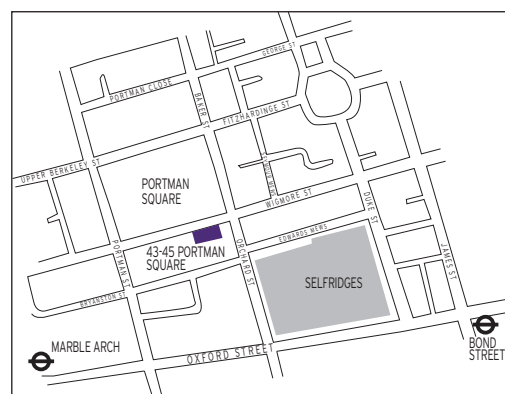 GEORGE ST
PORTMAN CLOSE
BAKER ST
FITZHARDINGE ST
UPPER BERKELEY ST
SEYMOUR MEWS
PORTMAN
SQUARE
WIGMORE ST
DUKE ST
EDWARDS MEWS
43-45 PORTMAN
SQUARE
PORTMAN ST
ORCHARD ST
JAMES ST
SELFRIDGES
BRYANSTON ST
MARBLE ARCH
OXFORD STREET
BOND
STREET